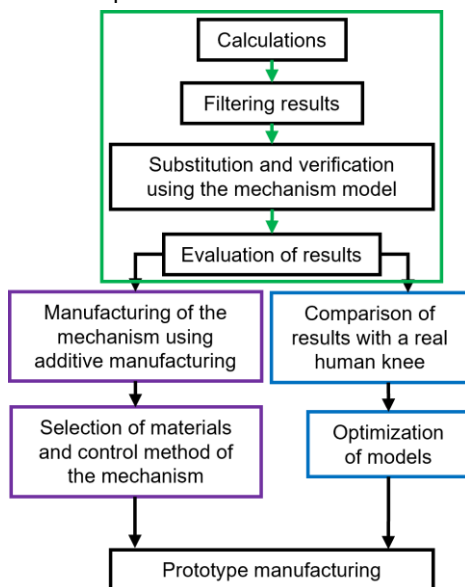 Calculations
Filtering results
Substitution and verification
using the mechanism model
Evaluation of results
Manufacturing of the
mechanism using
additive manufacturing
Comparison of
results with a real
human knee
Selection of materials
and control method of
the mechanism
Optimization
of models
Prototype manufacturing